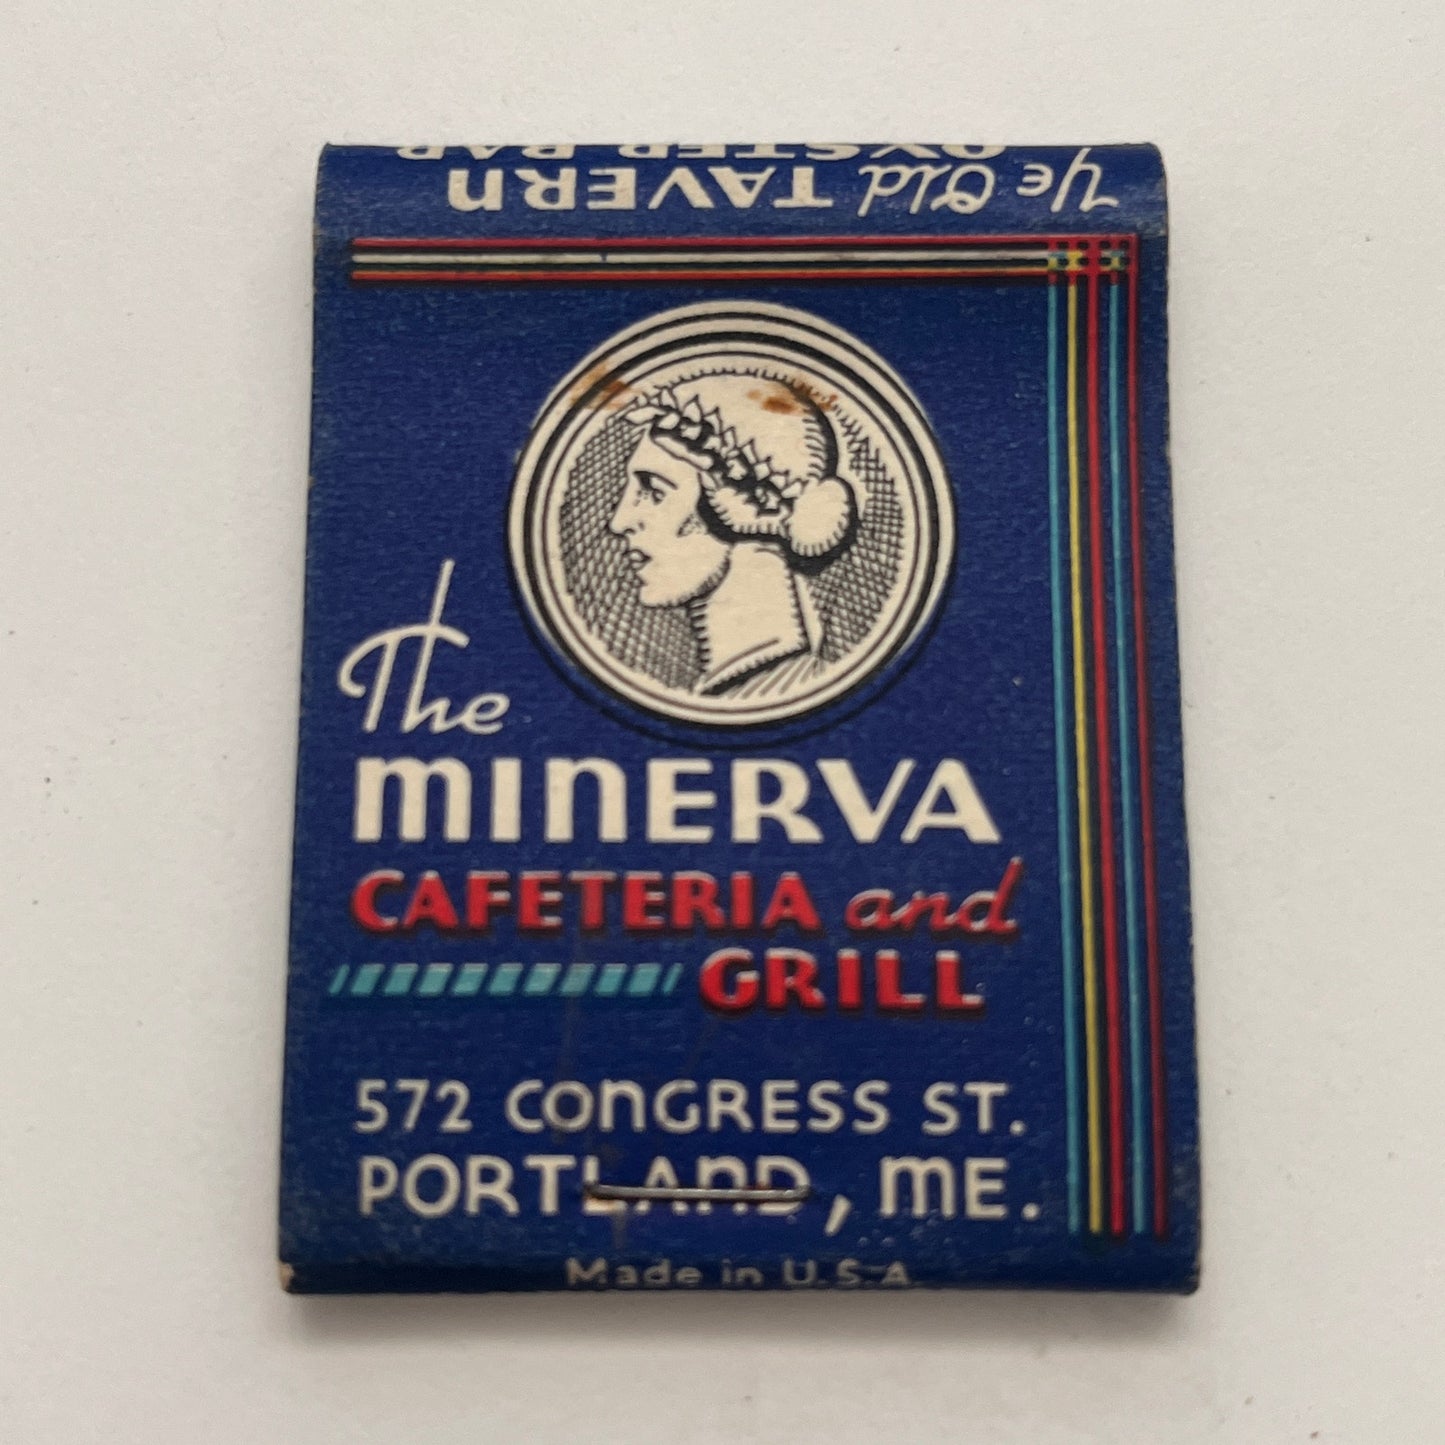 Ye Old TAVERN
OYSTER BAR
The
MINERVA
CAFETERIA and
GRILL
572 CONGRESS ST.
PORTLAND, ME.
Made in U.S.A.